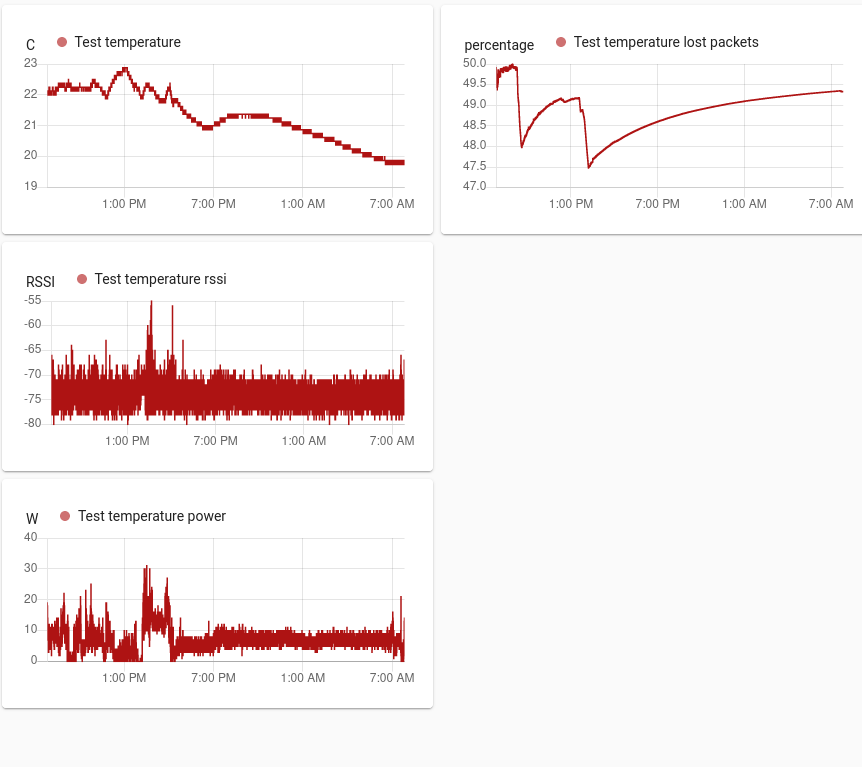 C Test temperature
23
22
21
20
19
1:00 PM 7:00 PM 1:00 AM 7:00 AM
percentage Test temperature lost packets
50.0
49.5
49.0
48.5
48.0
47.5
47.0
1:00 PM 7:00 PM 1:00 AM 7:00 AM
RSSI Test temperature rssi
-55
-60
-65
-70
-75
-80
1:00 PM 7:00 PM 1:00 AM 7:00 AM
W Test temperature power
40
30
20
10
0
1:00 PM 7:00 PM 1:00 AM 7:00 AM